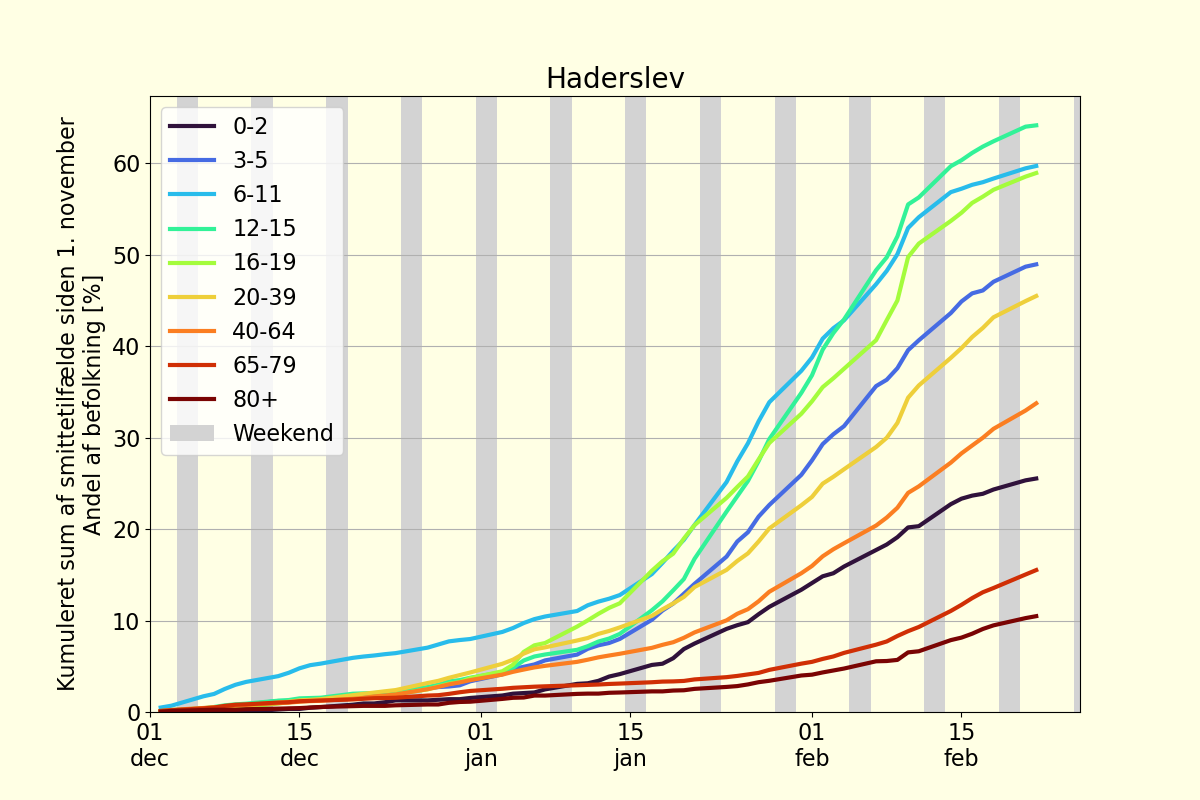 Haderslev
Kumuleret sum af smittetilfælde siden 1. november
Andel af befolkning [%]
0-2
3-5
6-11
12-15
16-19
20-39
40-64
65-79
80+
Weekend
60
50
40
30
20
10
0
01 15 01 15 01 15
dec dec jan jan feb feb